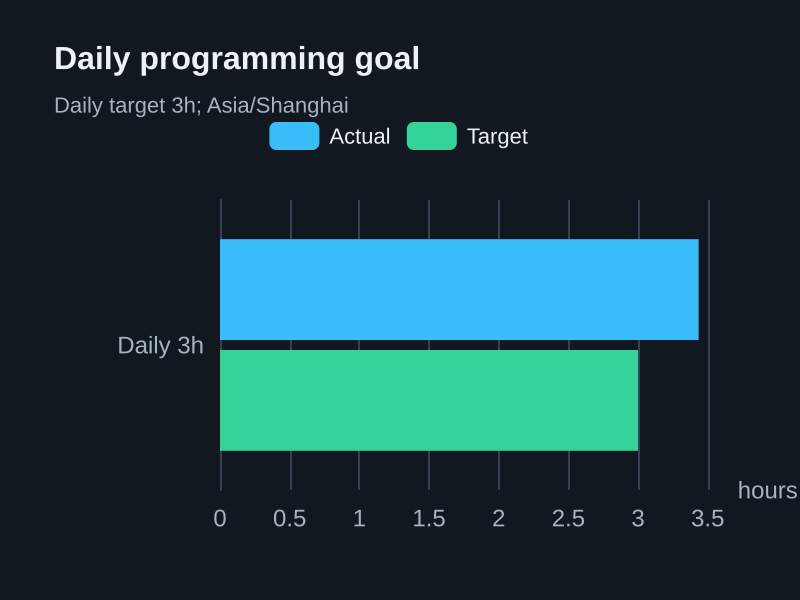 Daily programming goal
Daily target 3h; Asia/Shanghai
Actual Target
Daily 3h
hours
0 0.5 1 1.5 2 2.5 3 3.5